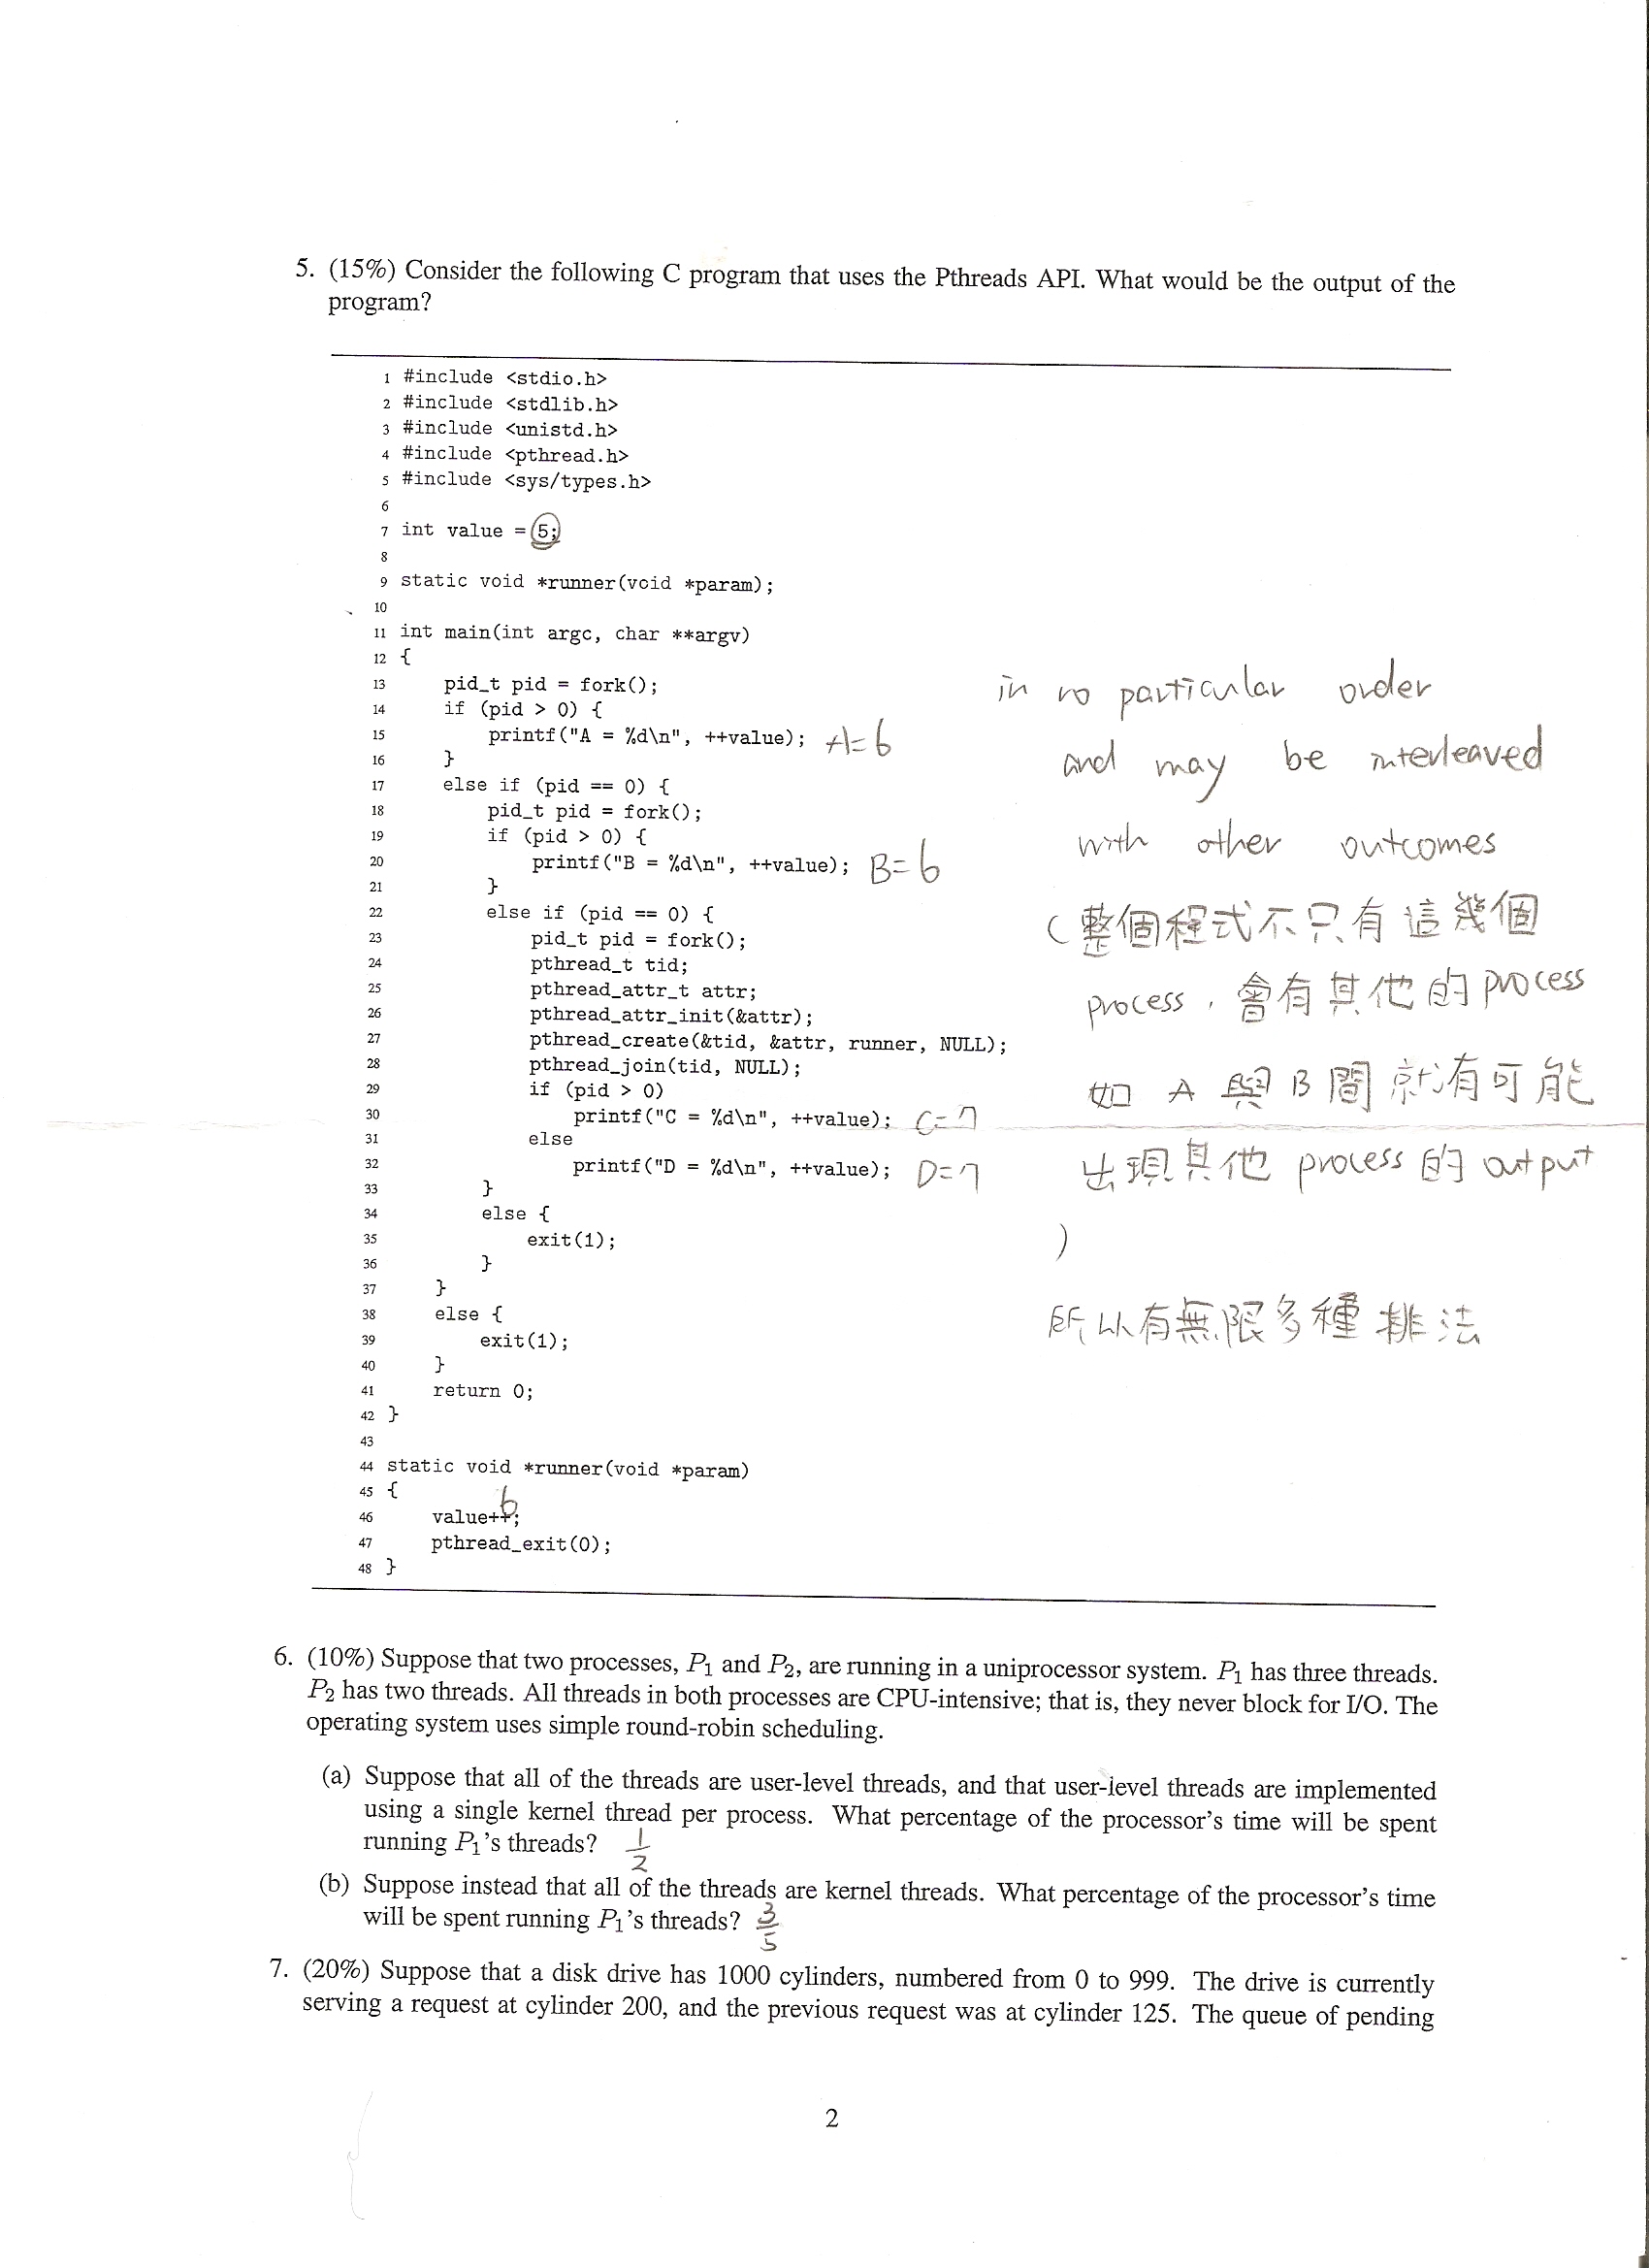 5. (15%) Consider the following C program that uses the Pthreads API. What would be the output of the
program?
1 #include <stdio.h>
2 #include <stdlib.h>
3 #include <unistd.h>
4 #include <pthread.h>
5 #include <sys/types.h>
6
7 int value = 5;
8
9 static void *runner(void *param);
10
11 int main(int argc, char **argv)
12 {
13 pid_t pid = fork();
14 if (pid > 0) {
15 printf("A = %d\n", ++value); A=6
16 }
17 else if (pid == 0) {
18 pid_t pid = fork();
19 if (pid > 0) {
20 printf("B = %d\n", ++value); B=6
21 }
22 else if (pid == 0) {
23 pid_t pid = fork();
24 pthread_t tid;
25 pthread_attr_t attr;
26 pthread_attr_init(&attr);
27 pthread_create(&tid, &attr, runner, NULL);
28 pthread_join(tid, NULL);
29 if (pid > 0)
30 printf("C = %d\n", ++value); C=7
31 else
32 printf("D = %d\n", ++value); D=7
33 }
34 else {
35 exit(1);
36 }
37 }
38 else {
39 exit(1);
40 }
41 return 0;
42 }
43
44 static void *runner(void *param)
45 {
6
46 value++;
47 pthread_exit(0);
48 }
in no particular order
and may be interleaved
with other outcomes
(整個程式不只有這幾個
process，會有其他的process
如 A 與 B 間就有可能
出現其他 process 的 output
)
所以有無限多種排法
6. (10%) Suppose that two processes, P1 and P2, are running in a uniprocessor system. P1 has three threads.
P2 has two threads. All threads in both processes are CPU-intensive; that is, they never block for I/O. The
operating system uses simple round-robin scheduling.
(a) Suppose that all of the threads are user-level threads, and that user-level threads are implemented
using a single kernel thread per process. What percentage of the processor's time will be spent
running P1's threads? 1/2
(b) Suppose instead that all of the threads are kernel threads. What percentage of the processor's time
will be spent running P1's threads? 3/5
7. (20%) Suppose that a disk drive has 1000 cylinders, numbered from 0 to 999. The drive is currently
serving a request at cylinder 200, and the previous request was at cylinder 125. The queue of pending
2